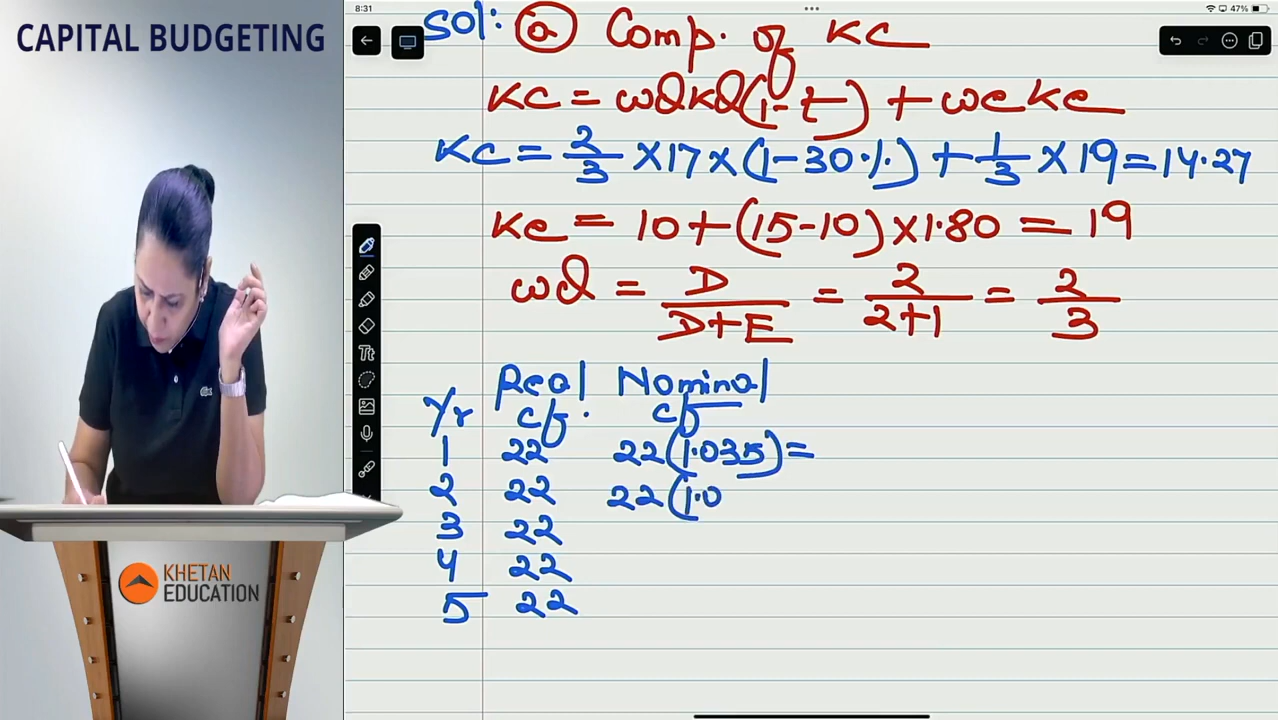 CAPITAL BUDGETING
8:31
47%
Sol: (a) Comp. of KC
KC = wdkd(1-t) + weke
KC = 2/3 × 17 × (1-30%) + 1/3 × 19 = 14.27
Ke = 10 + (15-10) × 1.80 = 19
wd = D/D+E = 2/2+1 = 2/3
Yr Real cf. Nominal cf
1 22 22(1.035) =
2 22 22(1.0
3 22
4 22
5 22
Tt
KHETAN
EDUCATION